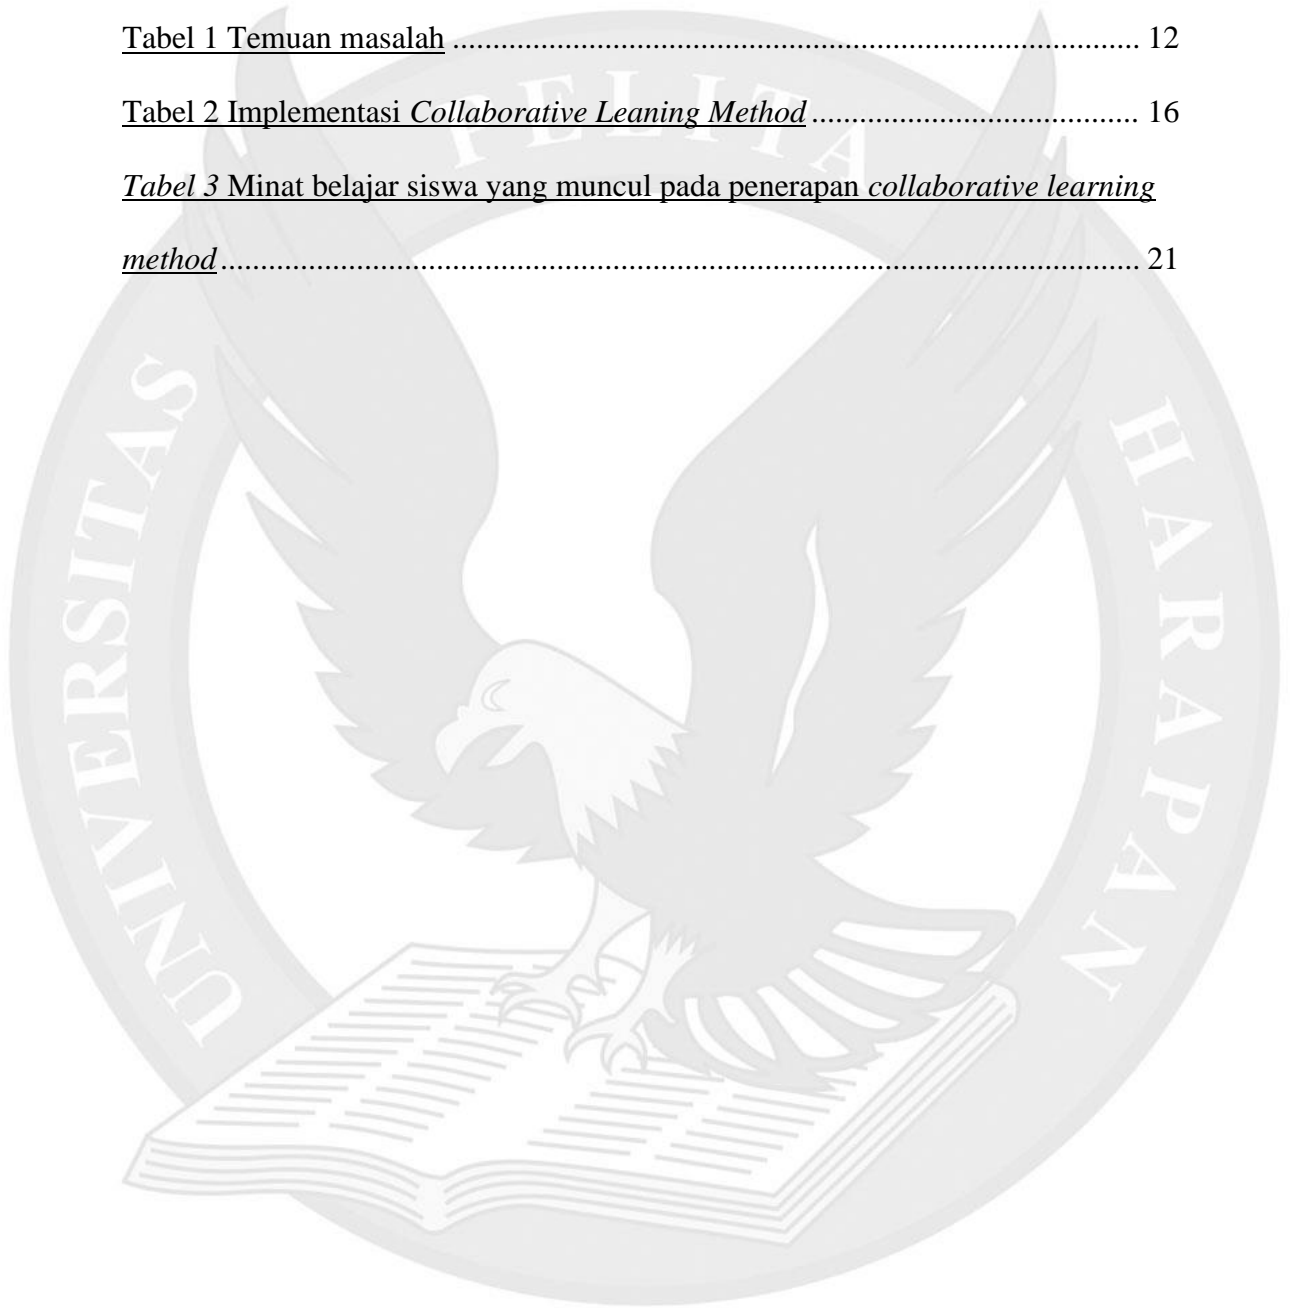 Tabel 1 Temuan masalah ..................................................................................... 12
Tabel 2 Implementasi Collaborative Leaning Method ......................................... 16
Tabel 3 Minat belajar siswa yang muncul pada penerapan collaborative learning
method ................................................................................................................... 21
UNIVERSITAS PELITA HARAPAN